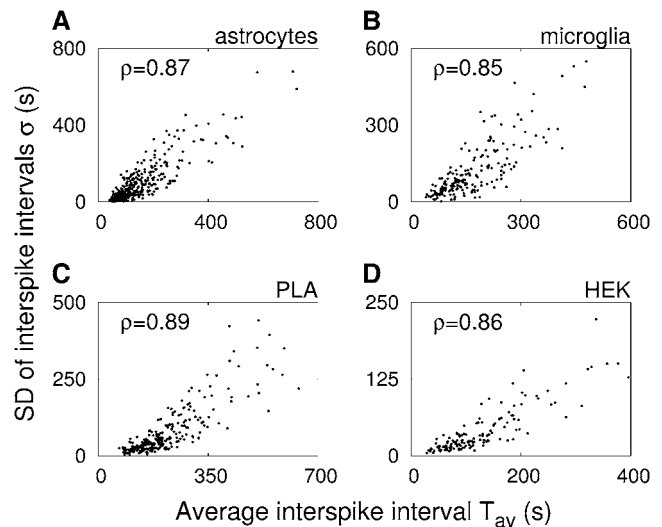 A
astrocytes
800
400
0
ρ=0.87
0 400 800
B
microglia
600
300
0
ρ=0.85
0 300 600
C
PLA
500
250
0
ρ=0.89
0 350 700
D
HEK
250
125
0
ρ=0.86
0 200 400
SD of interspike intervals σ (s)
Average interspike interval Tav (s)